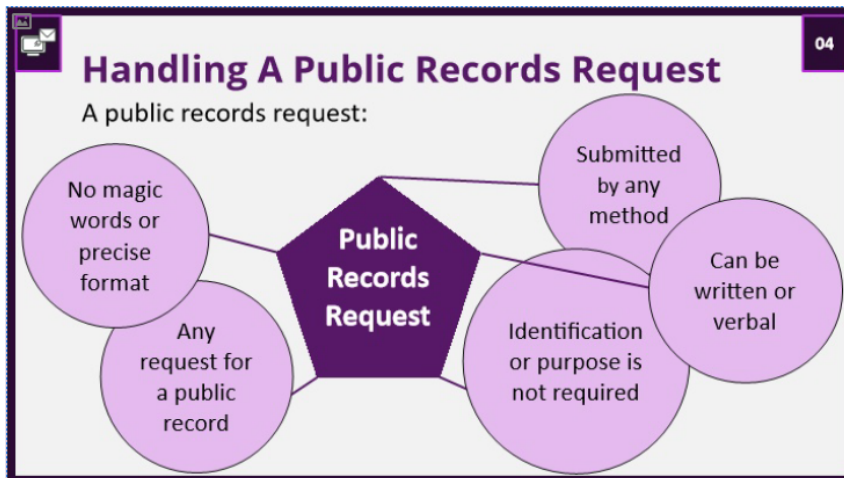 04
Handling A Public Records Request
A public records request:
No magic
words or
precise
format
Any
request for
a public
record
Public
Records
Request
Submitted
by any
method
Can be
written or
verbal
Identification
or purpose is
not required